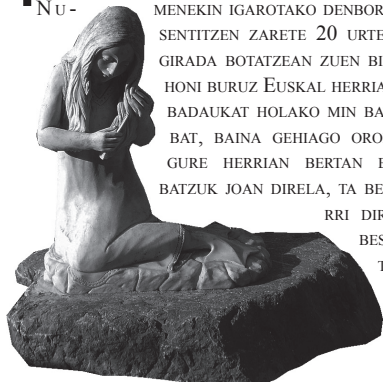 NU-
MENEKIN IGAROTAKO DENBOR
SENTITZEN ZARETE 20 URTE
GIRADA BOTATZEAN ZUEN BI
HONI BURUZ EUSKAL HERRIA
BADAUKAT HOLAKO MIN BA
BAT, BAINA GEHIAGO ORO
GURE HERRIAN BERTAN E
BATZUK JOAN DIRELA, TA BE
RRI DIR
BES
T